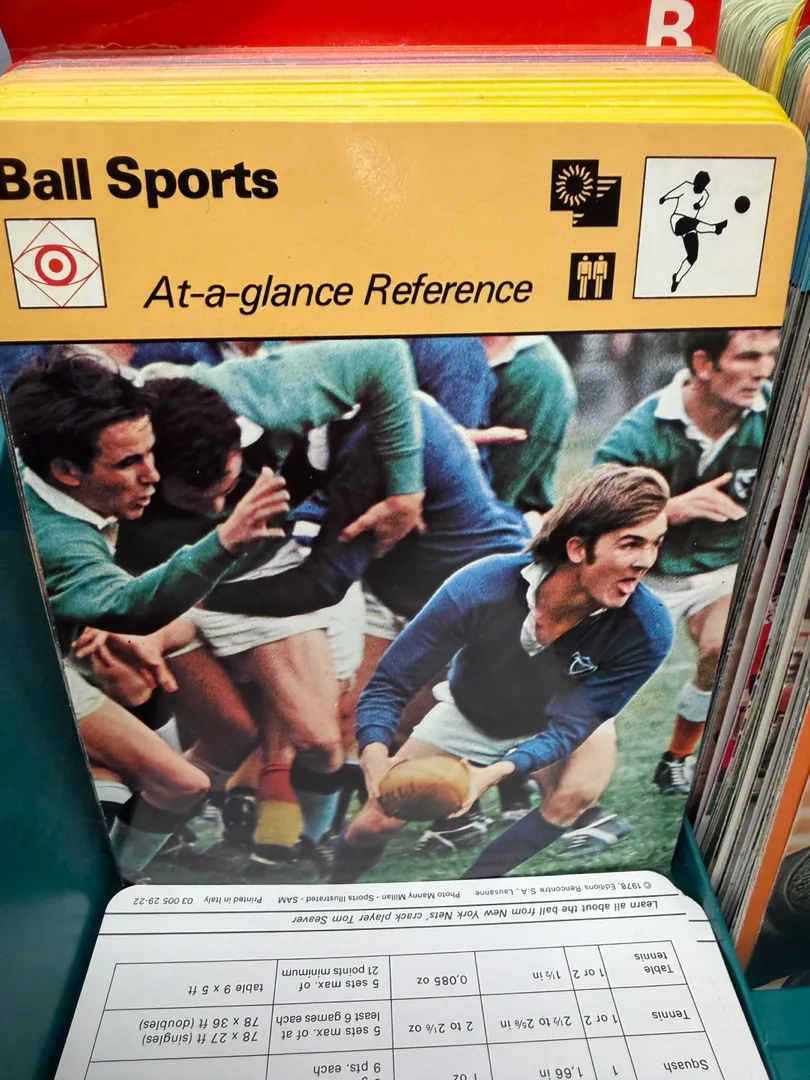 Ball Sports
At-a-glance Reference
Squash 1 1,66 in 1 oz 9 pts. each
Tennis 1 or 2 2½ to 2⅝ in 2 to 2⅛ oz 5 sets max. of at least 6 games each 78 x 27 ft (singles)
78 x 36 ft (doubles)
Table tennis 1 or 2 1½ in 0,085 oz 5 sets max. of 21 points minimum table 9 x 5 ft
Learn all about the ball from New York Nets' crack player Tom Seaver
© 1978, Editions Rencontre S.A., Lausanne Photo Manny Millan - Sports Illustrated - SAM Printed in Italy 03 005 29-22